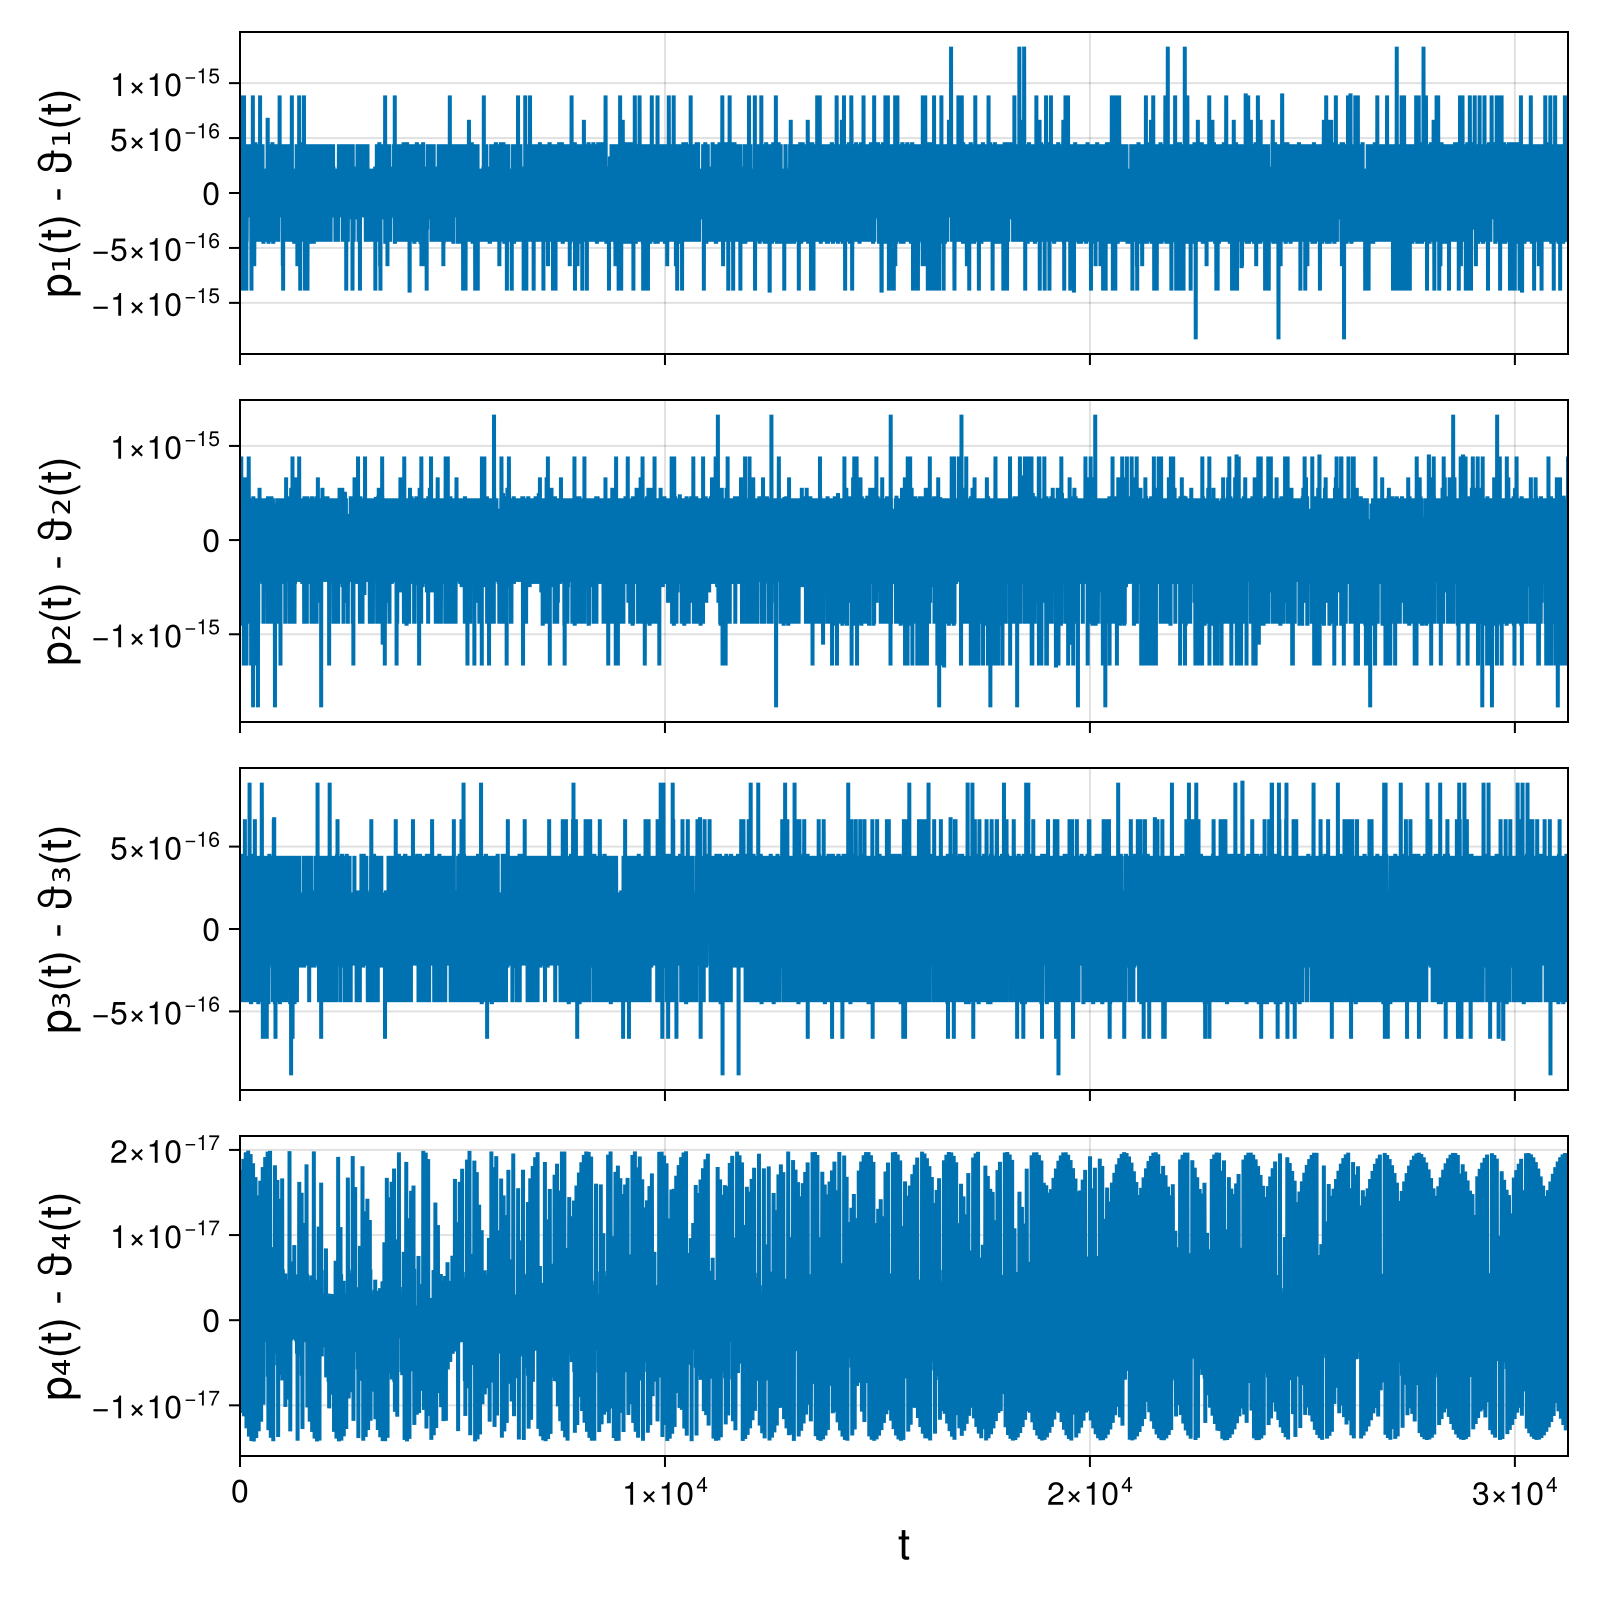 p₁(t) - ϑ₁(t)
1×10⁻¹⁵
5×10⁻¹⁶
0
−5×10⁻¹⁶
−1×10⁻¹⁵
p₂(t) - ϑ₂(t)
1×10⁻¹⁵
0
−1×10⁻¹⁵
p₃(t) - ϑ₃(t)
5×10⁻¹⁶
0
−5×10⁻¹⁶
p₄(t) - ϑ₄(t)
2×10⁻¹⁷
1×10⁻¹⁷
0
−1×10⁻¹⁷
0 1×10⁴ 2×10⁴ 3×10⁴
t